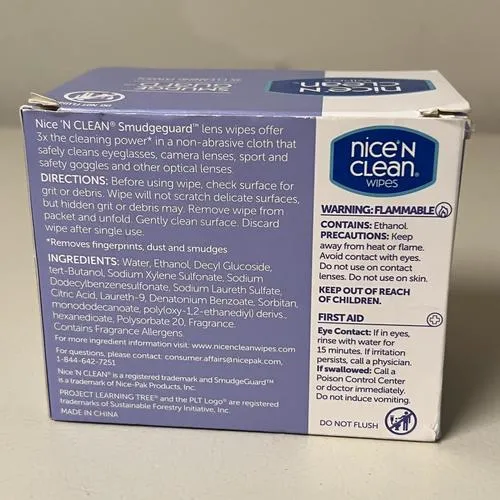 DO NOT FLUSH
SMUDGE
GUARD
3X CLEANING POWER*
nice'N
CLEAN
WIPES
Nice 'N CLEAN® Smudgeguard™ lens wipes offer
3x the cleaning power* in a non-abrasive cloth that
safely cleans eyeglasses, camera lenses, sport and
safety goggles and other optical lenses.
DIRECTIONS: Before using wipe, check surface for
grit or debris. Wipe will not scratch delicate surfaces,
but hidden grit or debris may. Remove wipe from
packet and unfold. Gently clean surface. Discard
wipe after single use.
*Removes fingerprints, dust and smudges
INGREDIENTS: Water, Ethanol, Decyl Glucoside,
tert-Butanol, Sodium Xylene Sulfonate, Sodium
Dodecylbenzenesulfonate, Sodium Laureth Sulfate,
Citric Acid, Laureth-9, Denatonium Benzoate, Sorbitan,
monododecanoate, poly(oxy-1,2-ethanediyl) derivs.,
hexanedioate, Polysorbate 20, Fragrance.
Contains Fragrance Allergens
For more ingredient information visit: www.nicencleanwipes.com
For questions, please contact: consumer.affairs@nicepak.com,
1-844-642-7251
Nice 'N CLEAN® is a registered trademark and SmudgeGuard™
is a trademark of Nice-Pak Products, Inc.
PROJECT LEARNING TREE® and the PLT Logo® are registered
trademarks of Sustainable Forestry Initiative, Inc.
MADE IN CHINA
nice'N
CLEAN®
WIPES
WARNING: FLAMMABLE
CONTAINS: Ethanol.
PRECAUTIONS: Keep
away from heat or flame.
Avoid contact with eyes.
Do not use on contact
lenses. Do not use on skin.
KEEP OUT OF REACH
OF CHILDREN.
FIRST AID
Eye Contact: If in eyes,
rinse with water for
15 minutes. If irritation
persists, call a physician.
If swallowed: Call a
Poison Control Center
or doctor immediately.
Do not induce vomiting.
DO NOT FLUSH